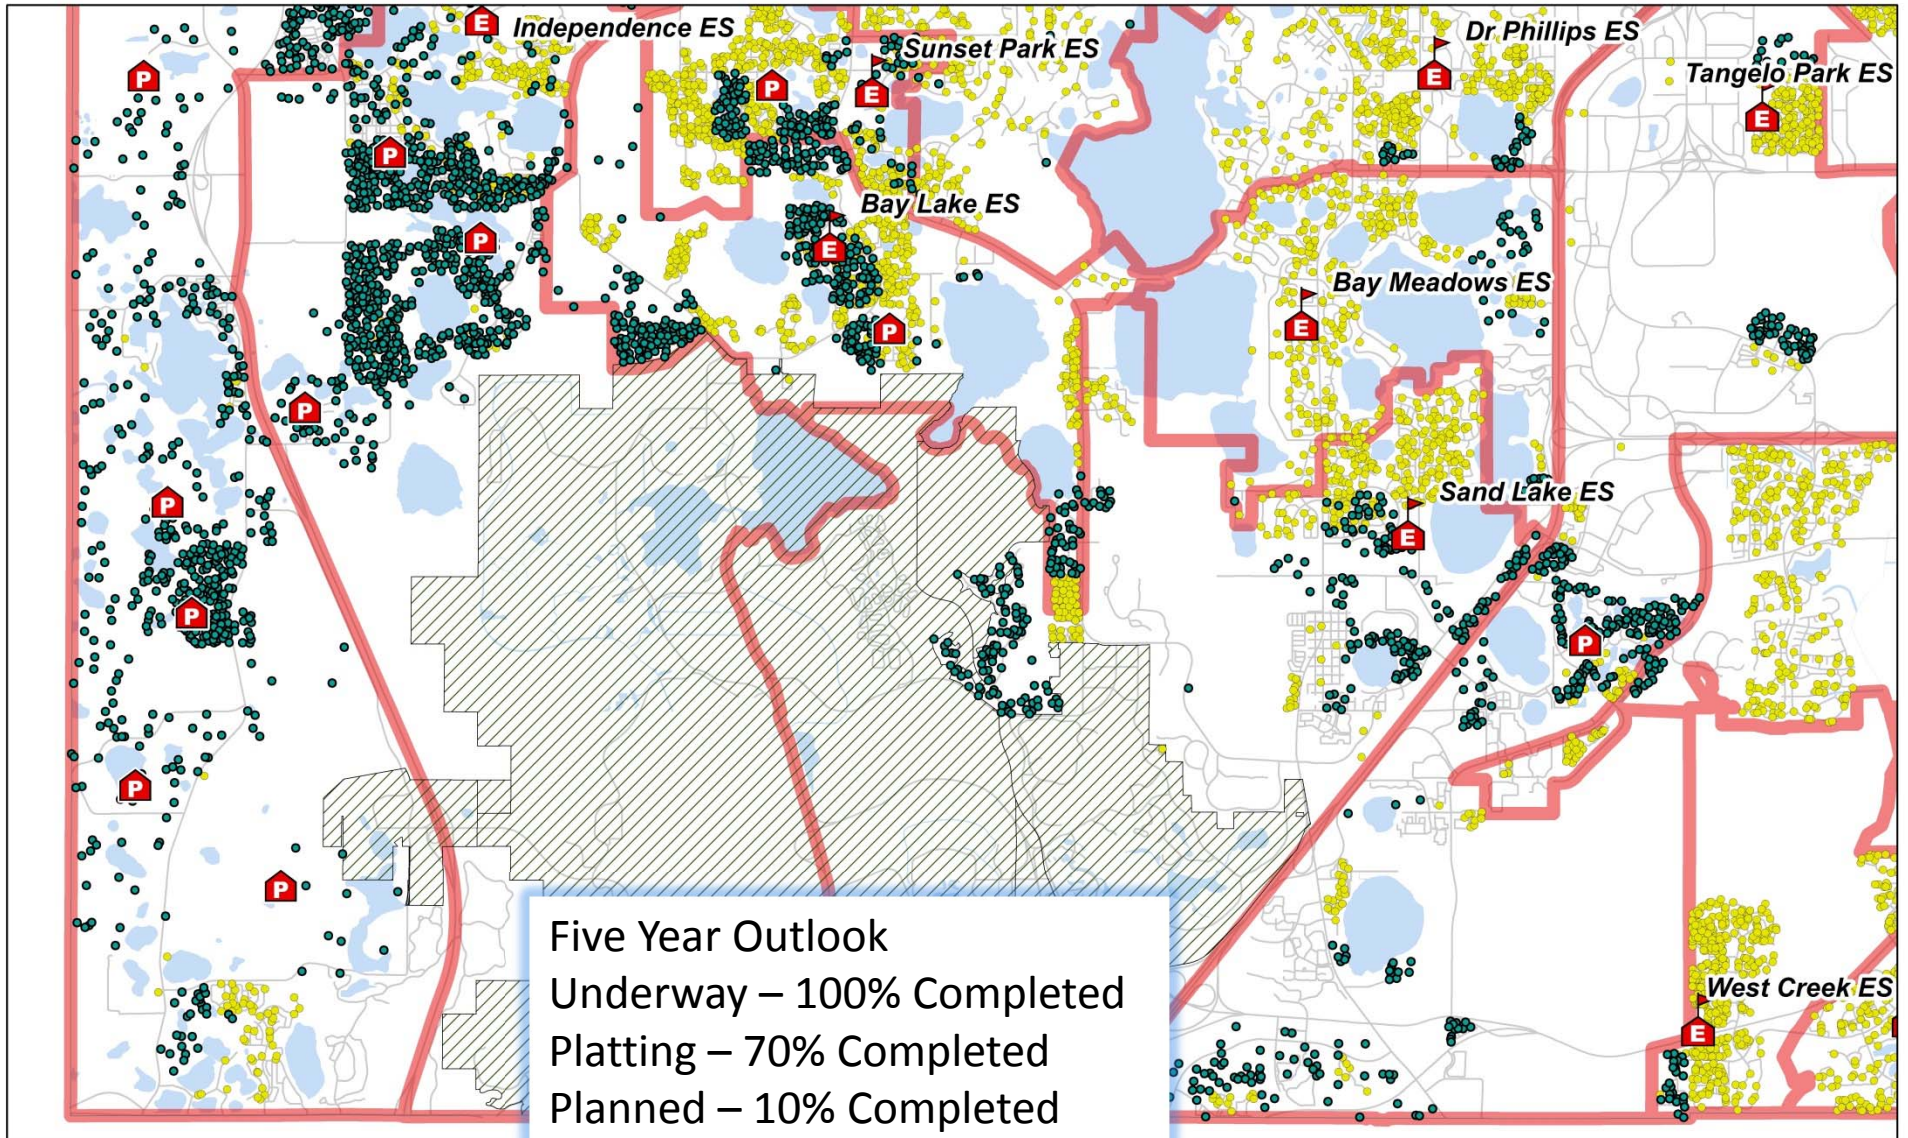 Independence ES
Sunset Park ES
Dr Phillips ES
Tangelo Park ES
Bay Lake ES
Bay Meadows ES
Sand Lake ES
West Creek ES
E
P
P
E
E
E
P
P
E
P
E
P
P
E
P
P
P
P
E
Five Year Outlook
Underway – 100% Completed
Platting – 70% Completed
Planned – 10% Completed